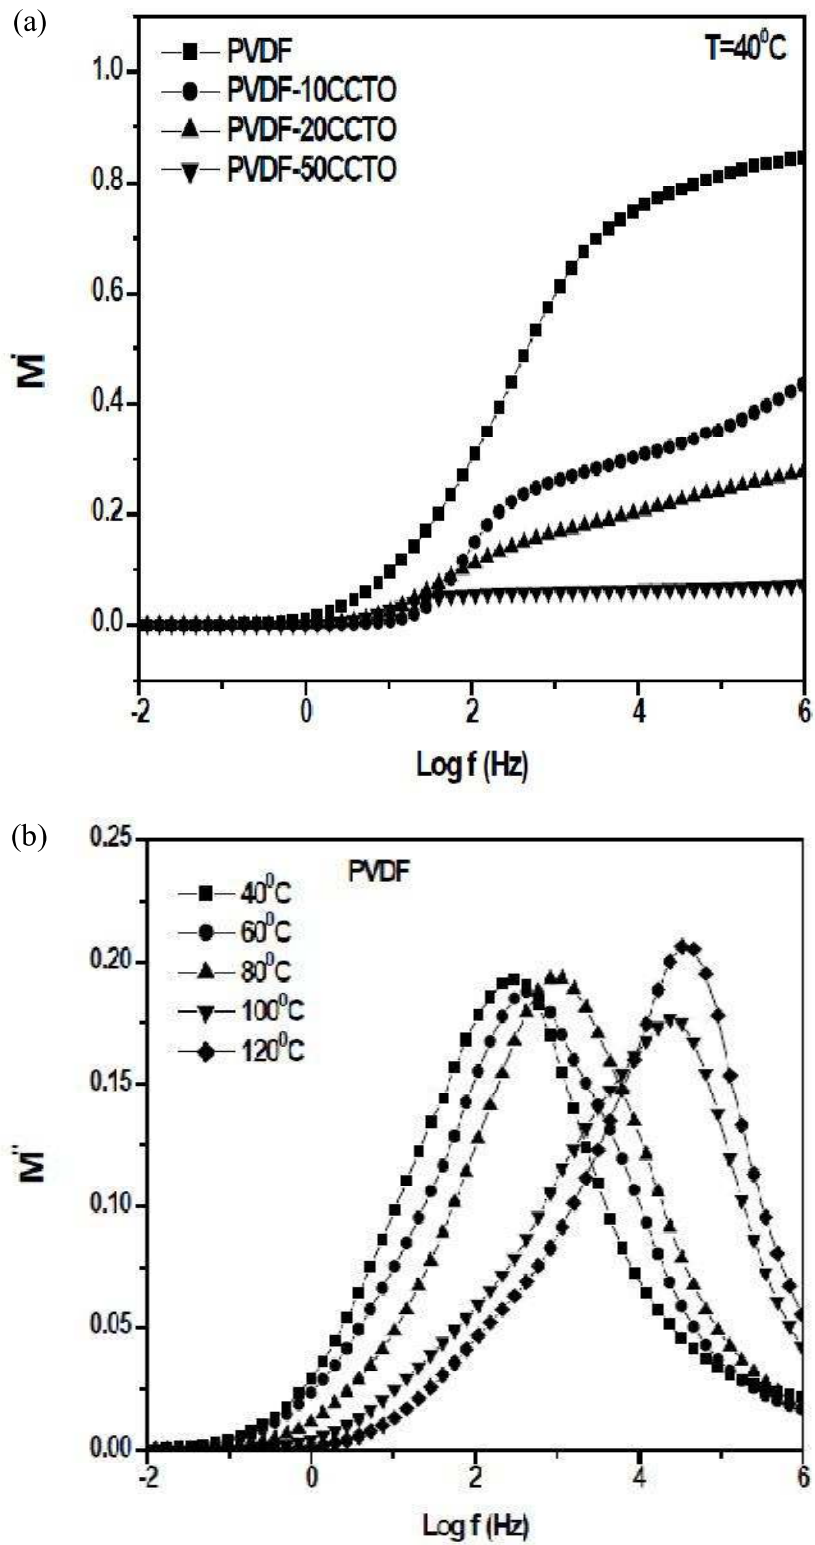 (a)
PVDF
PVDF-10CCTO
PVDF-20CCTO
PVDF-50CCTO
T=40⁰C
1.0
0.8
0.6
0.4
0.2
0.0
M'
-2 0 2 4 6
Log f (Hz)
(b)
PVDF
40⁰C
60⁰C
80⁰C
100⁰C
120⁰C
0.25
0.20
0.15
0.10
0.05
0.00
M''
-2 0 2 4 6
Log f (Hz)